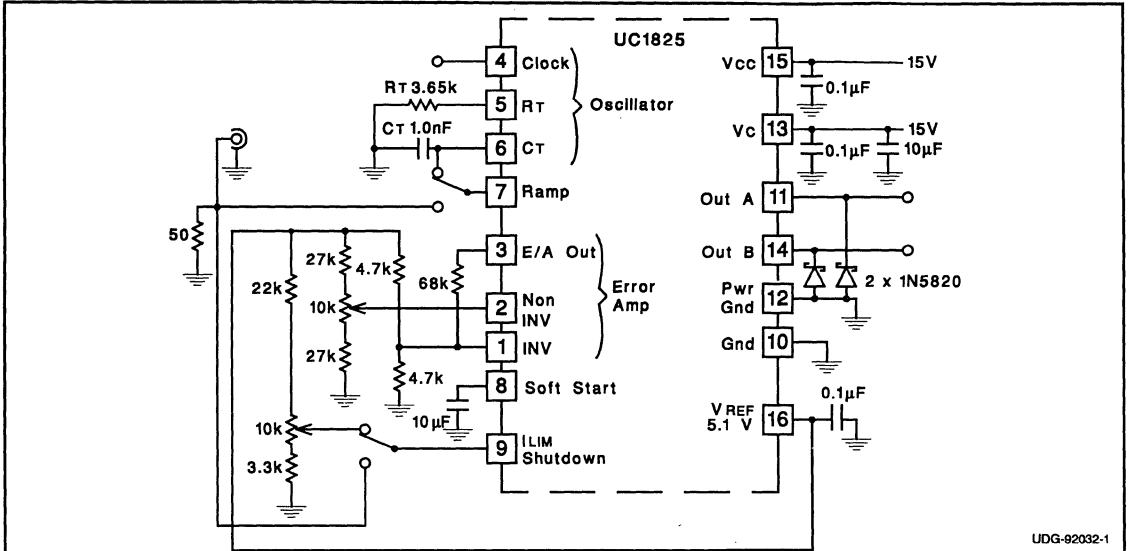 UC1825
4 Clock
RT 3.65k
5 RT
Oscillator
CT 1.0nF
6 CT
7 Ramp
50
3 E/A Out
27k
4.7k
68k
22k
10k
2 Non INV
Error Amp
1 INV
27k
4.7k
8 Soft Start
10µF
10k
9 ILIM Shutdown
3.3k
Vcc 15
15V
0.1µF
Vc 13
15V
0.1µF
10µF
Out A 11
Out B 14
2 x 1N5820
Pwr Gnd 12
Gnd 10
0.1µF
VREF 5.1 V 16
UDG-92032-1